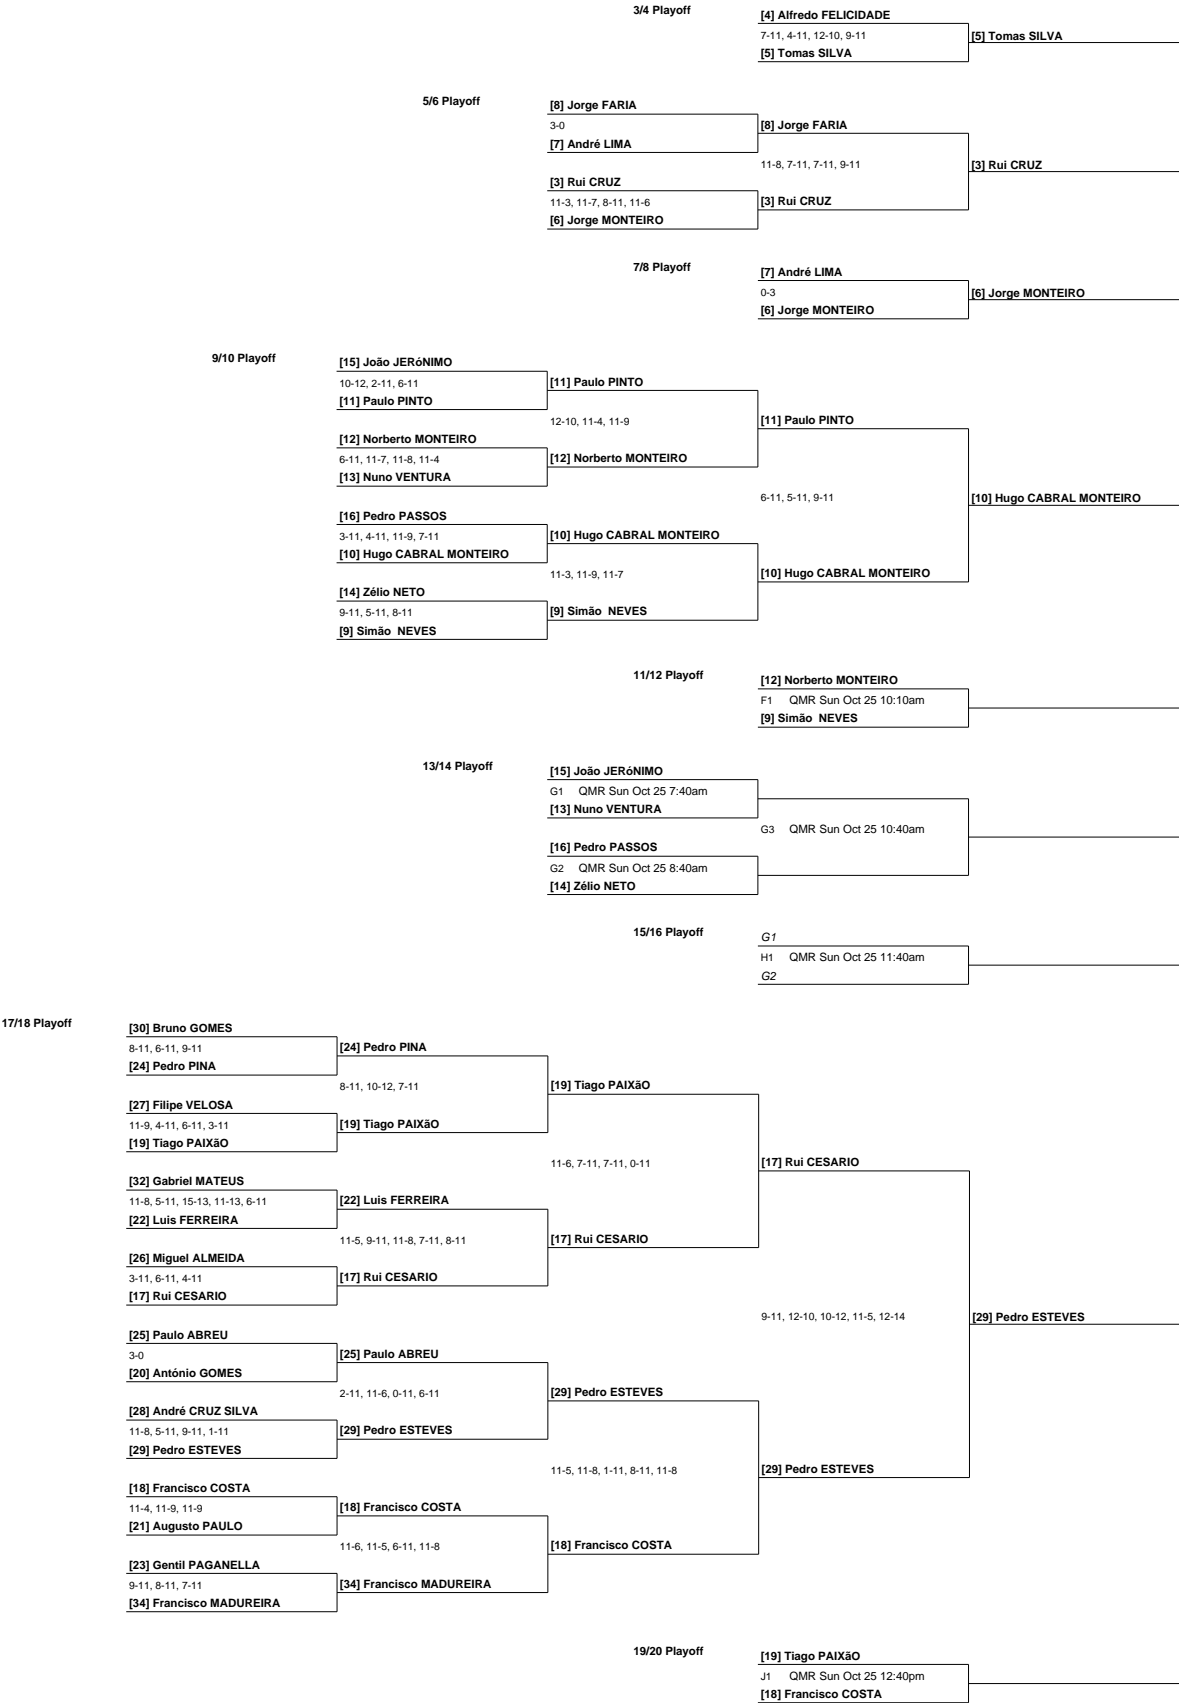 3/4 Playoff
[4] Alfredo FELICIDADE
7-11, 4-11, 12-10, 9-11
[5] Tomas SILVA
[5] Tomas SILVA
5/6 Playoff
[8] Jorge FARIA
3-0
[8] Jorge FARIA
[7] André LIMA
11-8, 7-11, 7-11, 9-11
[3] Rui CRUZ
[3] Rui CRUZ
11-3, 11-7, 8-11, 11-6
[3] Rui CRUZ
[6] Jorge MONTEIRO
7/8 Playoff
[7] André LIMA
0-3
[6] Jorge MONTEIRO
[6] Jorge MONTEIRO
9/10 Playoff
[15] João JERóNIMO
10-12, 2-11, 6-11
[11] Paulo PINTO
[11] Paulo PINTO
12-10, 11-4, 11-9
[11] Paulo PINTO
[12] Norberto MONTEIRO
6-11, 11-7, 11-8, 11-4
[12] Norberto MONTEIRO
[13] Nuno VENTURA
6-11, 5-11, 9-11
[10] Hugo CABRAL MONTEIRO
[16] Pedro PASSOS
3-11, 4-11, 11-9, 7-11
[10] Hugo CABRAL MONTEIRO
[10] Hugo CABRAL MONTEIRO
11-3, 11-9, 11-7
[10] Hugo CABRAL MONTEIRO
[14] Zélio NETO
9-11, 5-11, 8-11
[9] Simão  NEVES
[9] Simão  NEVES
11/12 Playoff
[12] Norberto MONTEIRO
F1 QMR Sun Oct 25 10:10am
[9] Simão  NEVES
13/14 Playoff
[15] João JERóNIMO
G1 QMR Sun Oct 25 7:40am
[13] Nuno VENTURA
G3 QMR Sun Oct 25 10:40am
[16] Pedro PASSOS
G2 QMR Sun Oct 25 8:40am
[14] Zélio NETO
15/16 Playoff
G1
H1 QMR Sun Oct 25 11:40am
G2
17/18 Playoff
[30] Bruno GOMES
8-11, 6-11, 9-11
[24] Pedro PINA
[24] Pedro PINA
8-11, 10-12, 7-11
[19] Tiago PAIXãO
[27] Filipe VELOSA
11-9, 4-11, 6-11, 3-11
[19] Tiago PAIXãO
[19] Tiago PAIXãO
11-6, 7-11, 7-11, 0-11
[17] Rui CESARIO
[32] Gabriel MATEUS
11-8, 5-11, 15-13, 11-13, 6-11
[22] Luis FERREIRA
[22] Luis FERREIRA
11-5, 9-11, 11-8, 7-11, 8-11
[17] Rui CESARIO
[26] Miguel ALMEIDA
3-11, 6-11, 4-11
[17] Rui CESARIO
[17] Rui CESARIO
9-11, 12-10, 10-12, 11-5, 12-14
[29] Pedro ESTEVES
[25] Paulo ABREU
3-0
[25] Paulo ABREU
[20] António GOMES
2-11, 11-6, 0-11, 6-11
[29] Pedro ESTEVES
[28] André CRUZ SILVA
11-8, 5-11, 9-11, 1-11
[29] Pedro ESTEVES
[29] Pedro ESTEVES
11-5, 11-8, 1-11, 8-11, 11-8
[29] Pedro ESTEVES
[18] Francisco COSTA
11-4, 11-9, 11-9
[18] Francisco COSTA
[21] Augusto PAULO
11-6, 11-5, 6-11, 11-8
[18] Francisco COSTA
[23] Gentil PAGANELLA
9-11, 8-11, 7-11
[34] Francisco MADUREIRA
[34] Francisco MADUREIRA
19/20 Playoff
[19] Tiago PAIXãO
J1 QMR Sun Oct 25 12:40pm
[18] Francisco COSTA